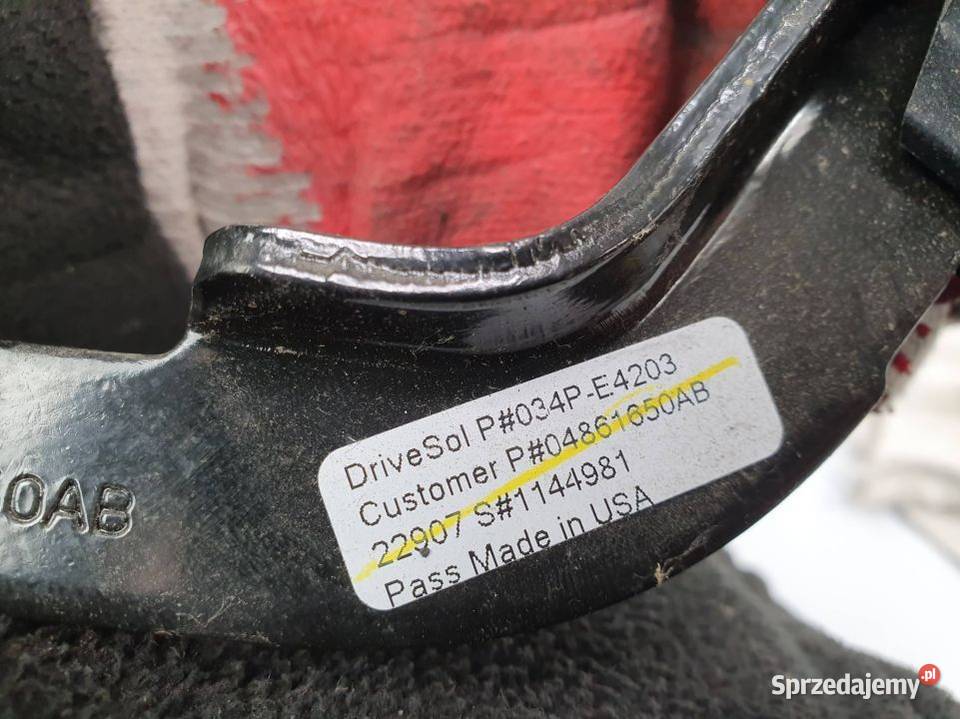 DriveSol P#034P-E4203
Customer P#04861650AB
22907 S#1144981
Pass Made in USA
0AB
Sprzedajemy.pl